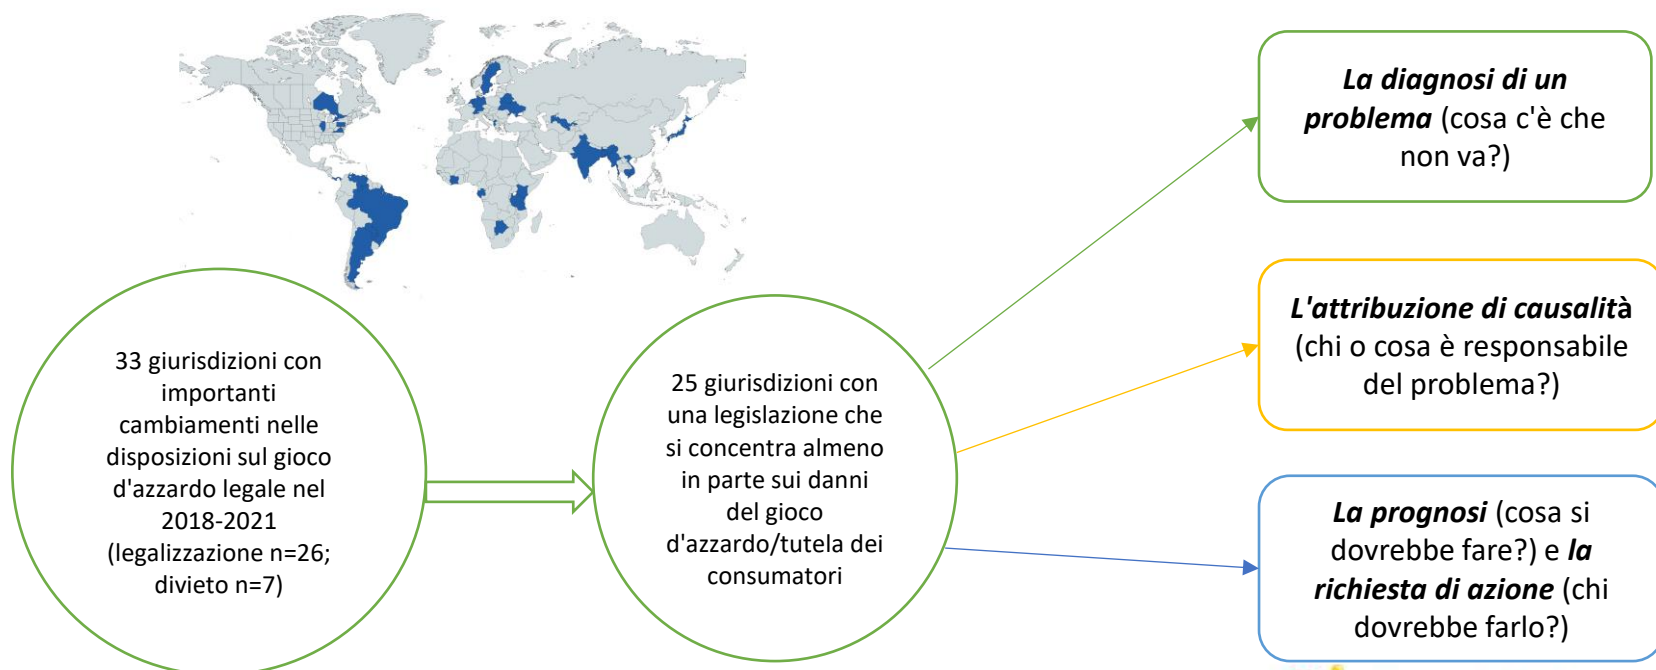 33 giurisdizioni con
importanti
cambiamenti nelle
disposizioni sul gioco
d'azzardo legale nel
2018-2021
(legalizzazione n=26;
divieto n=7)
25 giurisdizioni con
una legislazione che
si concentra almeno
in parte sui danni
del gioco
d'azzardo/tutela dei
consumatori
La diagnosi di un
problema (cosa c'è che
non va?)
L'attribuzione di causalità
(chi o cosa è responsabile
del problema?)
La prognosi (cosa si
dovrebbe fare?) e la
richiesta di azione (chi
dovrebbe farlo?)